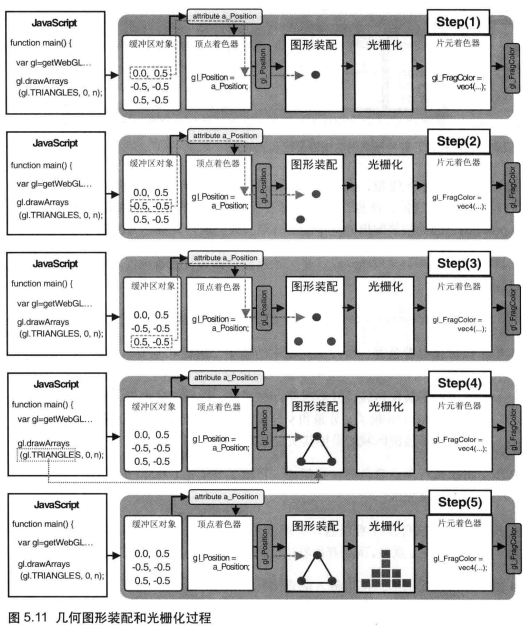 attribute a_Position
Step(1)
JavaScript
function main() {
var gl=getWebGL...
gl.drawArrays
(gl.TRIANGLES, 0, n);
缓冲区对象
0.0, 0.5
-0.5, -0.5
0.5, -0.5
顶点着色器
gl_Position =
a_Position;
gl_Position
图形装配
光栅化
片元着色器
gl_FragColor =
vec4(...);
gl_FragColor
attribute a_Position
Step(2)
JavaScript
function main() {
var gl=getWebGL...
gl.drawArrays
(gl.TRIANGLES, 0, n);
缓冲区对象
0.0, 0.5
-0.5, -0.5
0.5, -0.5
顶点着色器
gl_Position =
a_Position;
gl_Position
图形装配
光栅化
片元着色器
gl_FragColor =
vec4(...);
gl_FragColor
attribute a_Position
Step(3)
JavaScript
function main() {
var gl=getWebGL...
gl.drawArrays
(gl.TRIANGLES, 0, n);
缓冲区对象
0.0, 0.5
-0.5, -0.5
0.5, -0.5
顶点着色器
gl_Position =
a_Position;
gl_Position
图形装配
光栅化
片元着色器
gl_FragColor =
vec4(...);
gl_FragColor
attribute a_Position
Step(4)
JavaScript
function main() {
var gl=getWebGL...
gl.drawArrays
(gl.TRIANGLES, 0, n);
缓冲区对象
0.0, 0.5
-0.5, -0.5
0.5, -0.5
顶点着色器
gl_Position =
a_Position;
gl_Position
图形装配
光栅化
片元着色器
gl_FragColor =
vec4(...);
gl_FragColor
attribute a_Position
Step(5)
JavaScript
function main() {
var gl=getWebGL...
gl.drawArrays
(gl.TRIANGLES, 0, n);
缓冲区对象
0.0, 0.5
-0.5, -0.5
0.5, -0.5
顶点着色器
gl_Position =
a_Position;
gl_Position
图形装配
光栅化
片元着色器
gl_FragColor =
vec4(...);
gl_FragColor
图 5.11 几何图形装配和光栅化过程